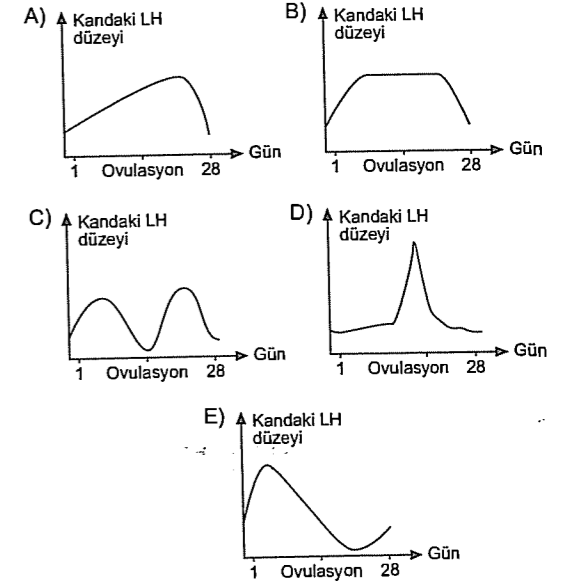 A) Kandaki LH
düzeyi
Gün
1 Ovulasyon 28
B) Kandaki LH
düzeyi
Gün
1 Ovulasyon 28
C) Kandaki LH
düzeyi
Gün
1 Ovulasyon 28
D) Kandaki LH
düzeyi
Gün
1 Ovulasyon 28
E) Kandaki LH
düzeyi
Gün
1 Ovulasyon 28